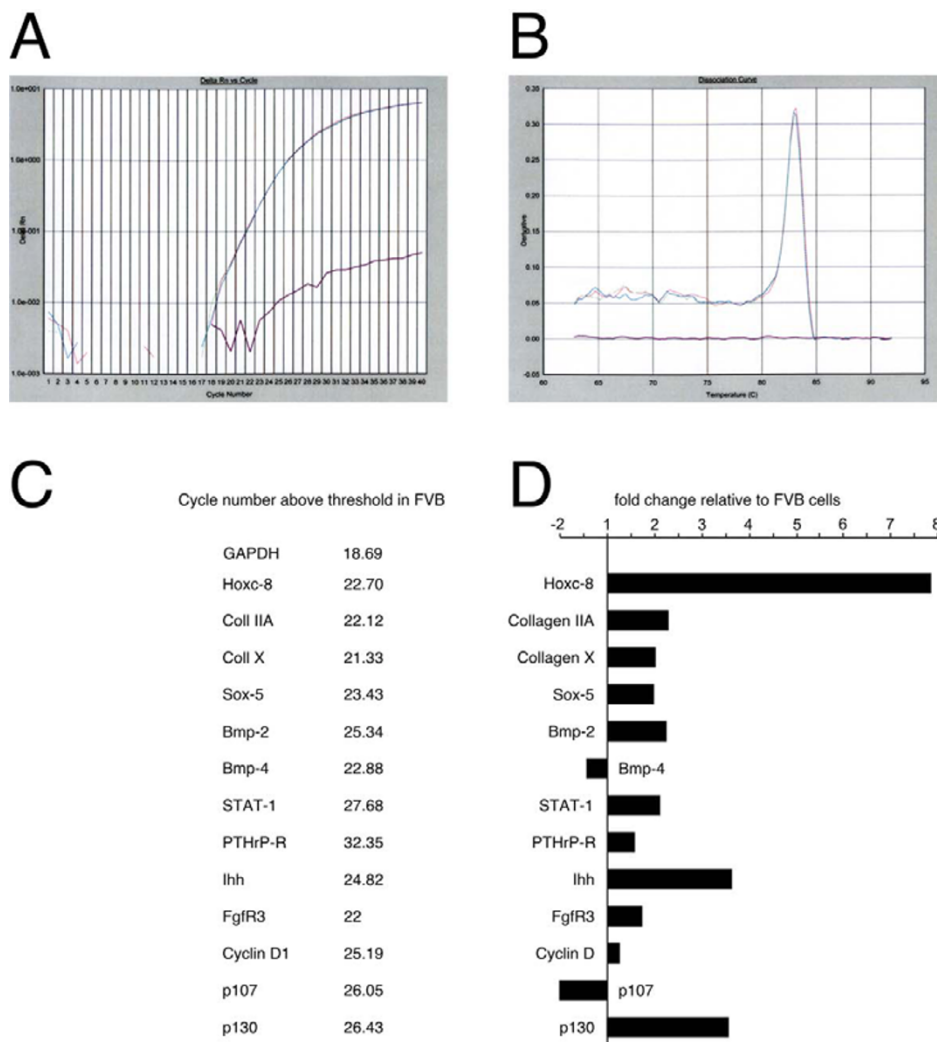 A
B
Delta Rn vs Cycle
1.0e+001
1.0e+000
1.0e-001
1.0e-002
1.0e-003
Delta Rn
1 2 3 4 5 6 7 8 9 10 11 12 13 14 15 16 17 18 19 20 21 22 23 24 25 26 27 28 29 30 31 32 33 34 35 36 37 38 39 40
Cycle Number
Dissociation Curve
0.35
0.30
0.25
0.20
0.15
0.10
0.05
0.00
-0.05
Derivative
60 65 70 75 80 85 90 95
Temperature (C)
C
Cycle number above threshold in FVB
GAPDH 18.69
Hoxc-8 22.70
Coll IIA 22.12
Coll X 21.33
Sox-5 23.43
Bmp-2 25.34
Bmp-4 22.88
STAT-1 27.68
PTHrP-R 32.35
Ihh 24.82
FgfR3 22
Cyclin D1 25.19
p107 26.05
p130 26.43
D
fold change relative to FVB cells
-2 1 2 3 4 5 6 7 8
Hoxc-8
Collagen IIA
Collagen X
Sox-5
Bmp-2
Bmp-4
STAT-1
PTHrP-R
Ihh
FgfR3
Cyclin D
p107
p130